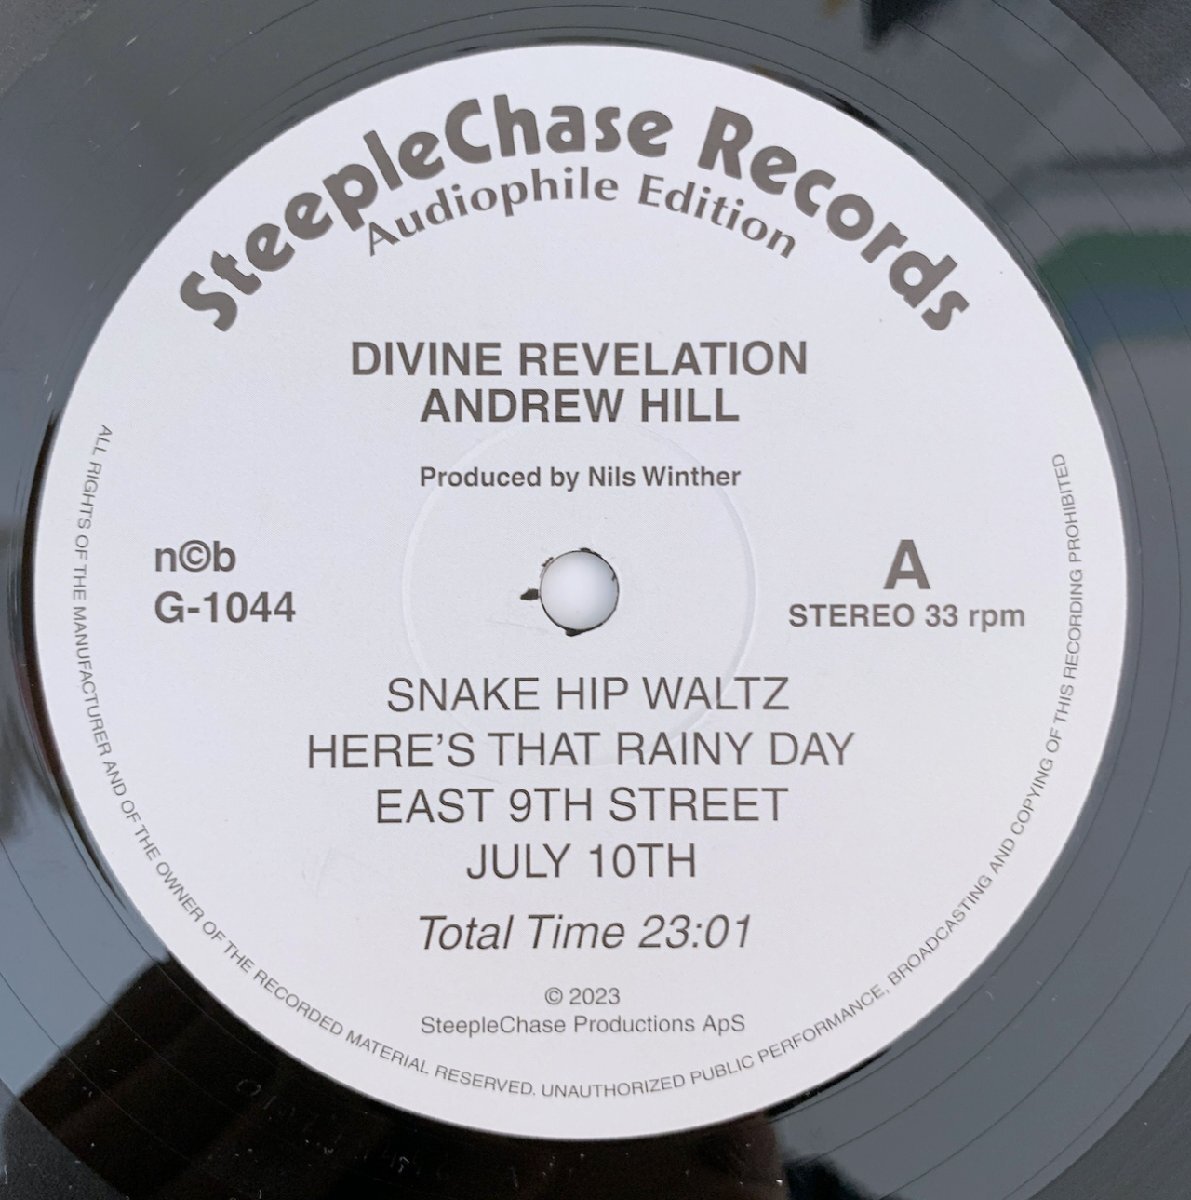 SteepleChase Records
Audiophile Edition
DIVINE REVELATION
ANDREW HILL
Produced by Nils Winther
n©b
G-1044
A
STEREO 33 rpm
SNAKE HIP WALTZ
HERE'S THAT RAINY DAY
EAST 9TH STREET
JULY 10TH
Total Time 23:01
© 2023
SteepleChase Productions ApS
ALL RIGHTS OF THE MANUFACTURER AND OF THE OWNER OF THE RECORDED MATERIAL RESERVED. UNAUTHORIZED PUBLIC PERFORMANCE, BROADCASTING AND COPYING OF THIS RECORDING PROHIBITED